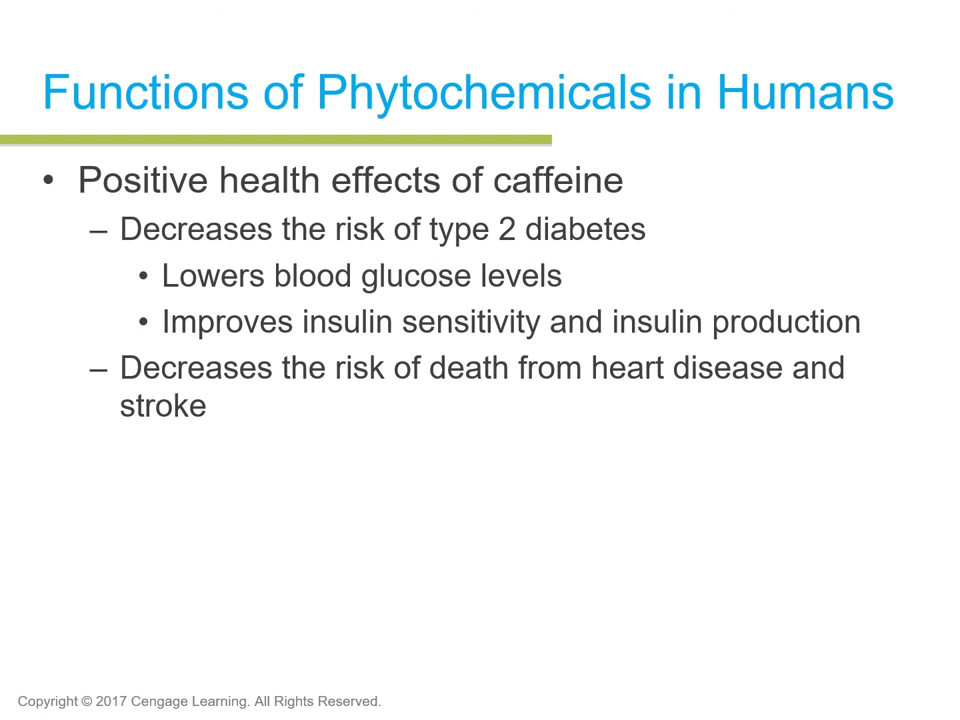 Functions of Phytochemicals in Humans
• Positive health effects of caffeine
– Decreases the risk of type 2 diabetes
• Lowers blood glucose levels
• Improves insulin sensitivity and insulin production
– Decreases the risk of death from heart disease and
stroke
Copyright © 2017 Cengage Learning. All Rights Reserved.